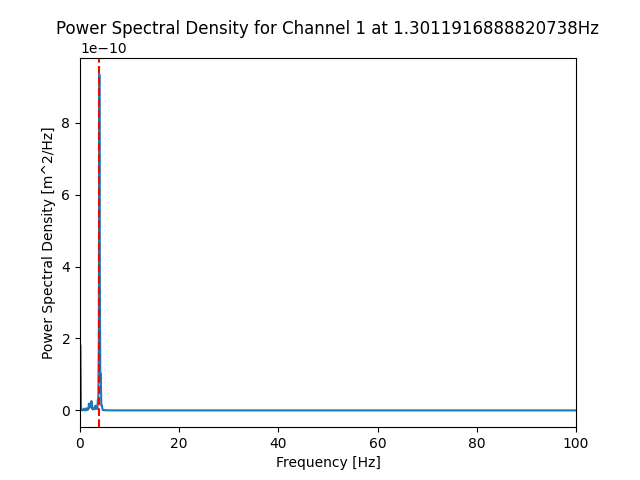 Power Spectral Density for Channel 1 at 1.3011916888820738Hz
1e−10
8
6
4
2
0
Power Spectral Density [m^2/Hz]
0 20 40 60 80 100
Frequency [Hz]